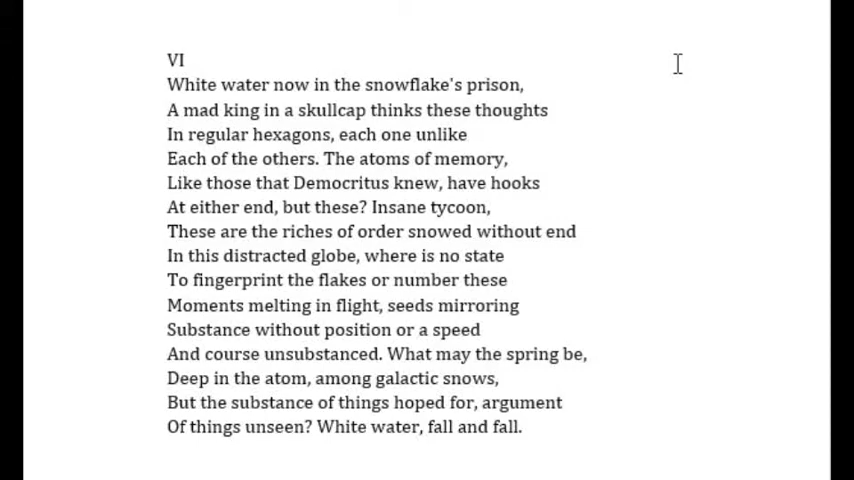 VI
White water now in the snowflake's prison,
A mad king in a skullcap thinks these thoughts
In regular hexagons, each one unlike
Each of the others. The atoms of memory,
Like those that Democritus knew, have hooks
At either end, but these? Insane tycoon,
These are the riches of order snowed without end
In this distracted globe, where is no state
To fingerprint the flakes or number these
Moments melting in flight, seeds mirroring
Substance without position or a speed
And course unsubstanced. What may the spring be,
Deep in the atom, among galactic snows,
But the substance of things hoped for, argument
Of things unseen? White water, fall and fall.